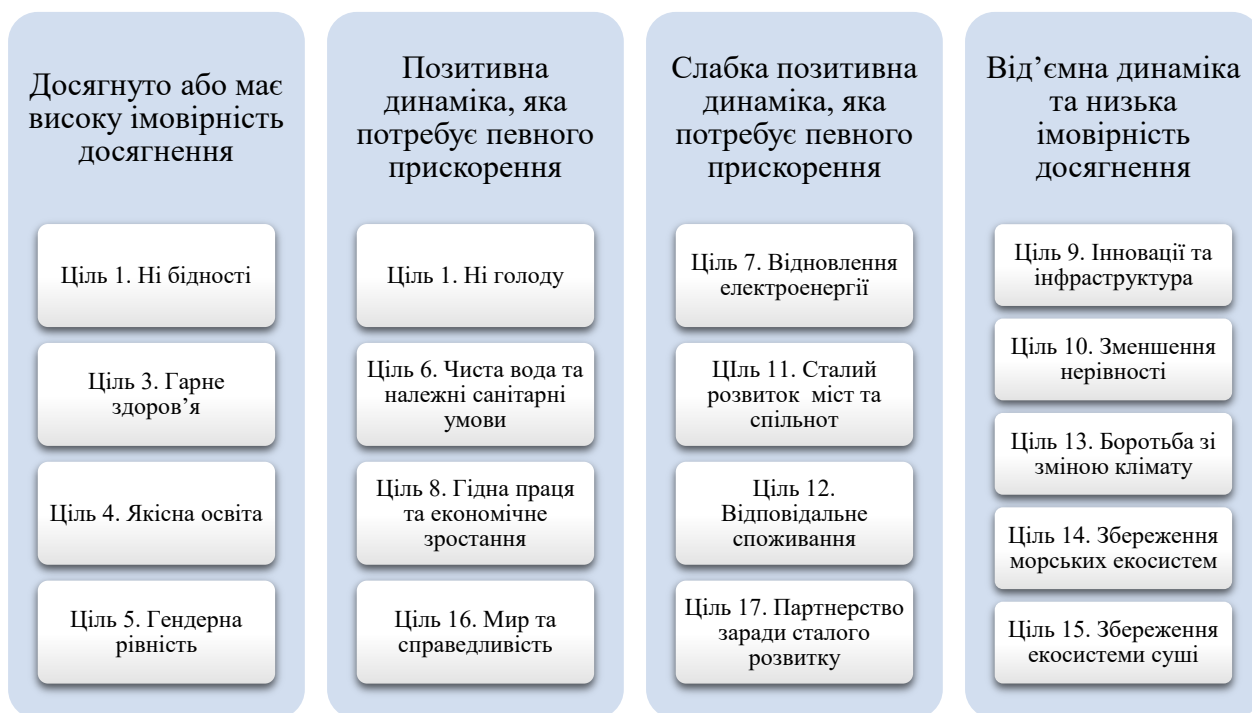 Досягнуто або має
високу імовірність
досягнення
Ціль 1. Ні бідності
Ціль 3. Гарне
здоров’я
Ціль 4. Якісна освіта
Ціль 5. Гендерна
рівність
Позитивна
динаміка, яка
потребує певного
прискорення
Ціль 1. Ні голоду
Ціль 6. Чиста вода та
належні санітарні
умови
Ціль 8. Гідна праця
та економічне
зростання
Ціль 16. Мир та
справедливість
Слабка позитивна
динаміка, яка
потребує певного
прискорення
Ціль 7. Відновлення
електроенергії
ЦІль 11. Сталий
розвиток міст та
спільнот
Ціль 12.
Відповідальне
споживання
Ціль 17. Партнерство
заради сталого
розвитку
Від’ємна динаміка
та низька
імовірність
досягнення
Ціль 9. Інновації та
інфраструктура
Ціль 10. Зменшення
нерівності
Ціль 13. Боротьба зі
зміною клімату
Ціль 14. Збереження
морських екосистем
Ціль 15. Збереження
екосистеми суші